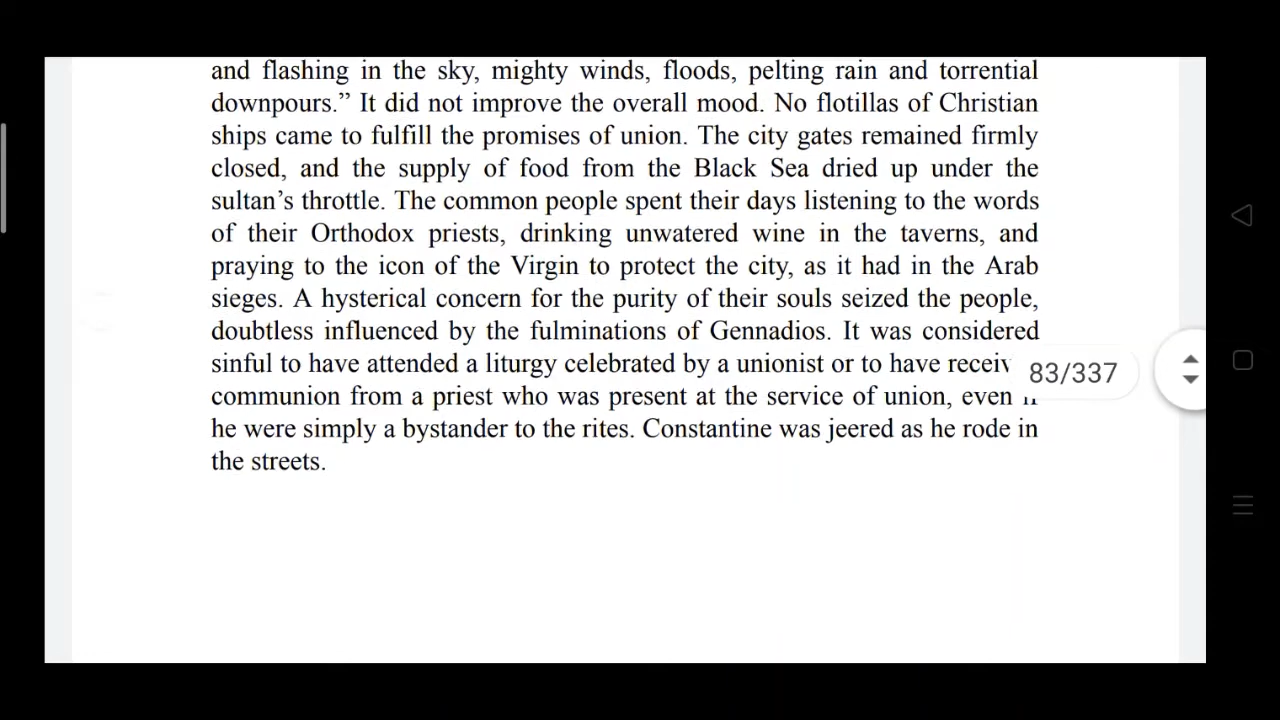 and flashing in the sky, mighty winds, floods, pelting rain and torrential
downpours.” It did not improve the overall mood. No flotillas of Christian
ships came to fulfill the promises of union. The city gates remained firmly
closed, and the supply of food from the Black Sea dried up under the
sultan’s throttle. The common people spent their days listening to the words
of their Orthodox priests, drinking unwatered wine in the taverns, and
praying to the icon of the Virgin to protect the city, as it had in the Arab
sieges. A hysterical concern for the purity of their souls seized the people,
doubtless influenced by the fulminations of Gennadios. It was considered
sinful to have attended a liturgy celebrated by a unionist or to have
83/337
communion from a priest who was present at the service of union, even
he were simply a bystander to the rites. Constantine was jeered as he rode in
the streets.